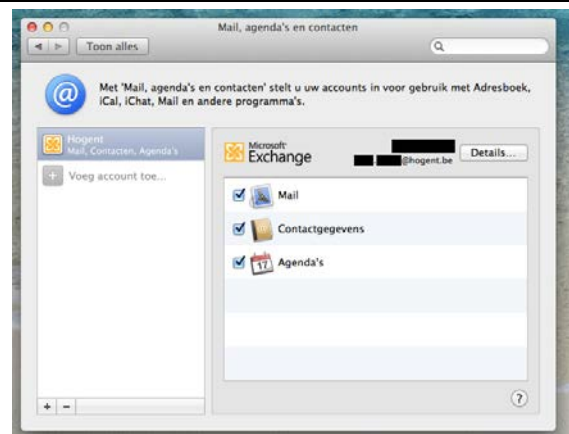 Mail, agenda's en contacten
Toon alles
Met 'Mail, agenda's en contacten' stelt u uw accounts in voor gebruik met Adresboek,
iCal, iChat, Mail en andere programma's.
Hogent
Mail, Contacten, Agenda's
Voeg account toe...
Microsoft
Exchange
@hogent.be
Details...
Mail
Contactgegevens
17 Agenda's
+ −
?